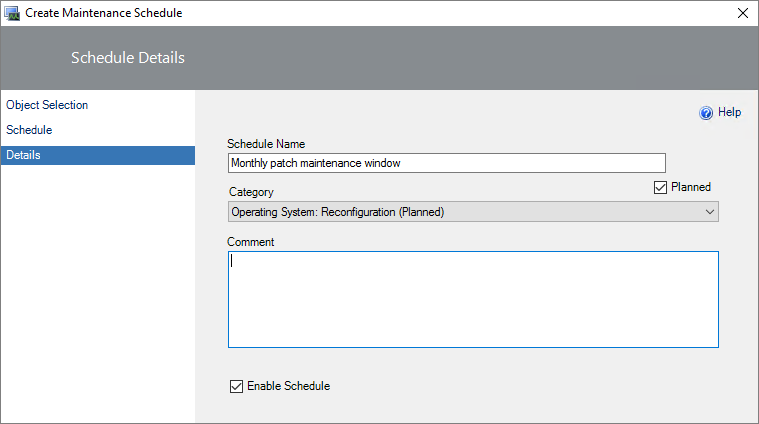 Create Maintenance Schedule
Schedule Details
Object Selection
Schedule
Details
Help
Schedule Name
Monthly patch maintenance window
Planned
Category
Operating System: Reconfiguration (Planned)
Comment
Enable Schedule